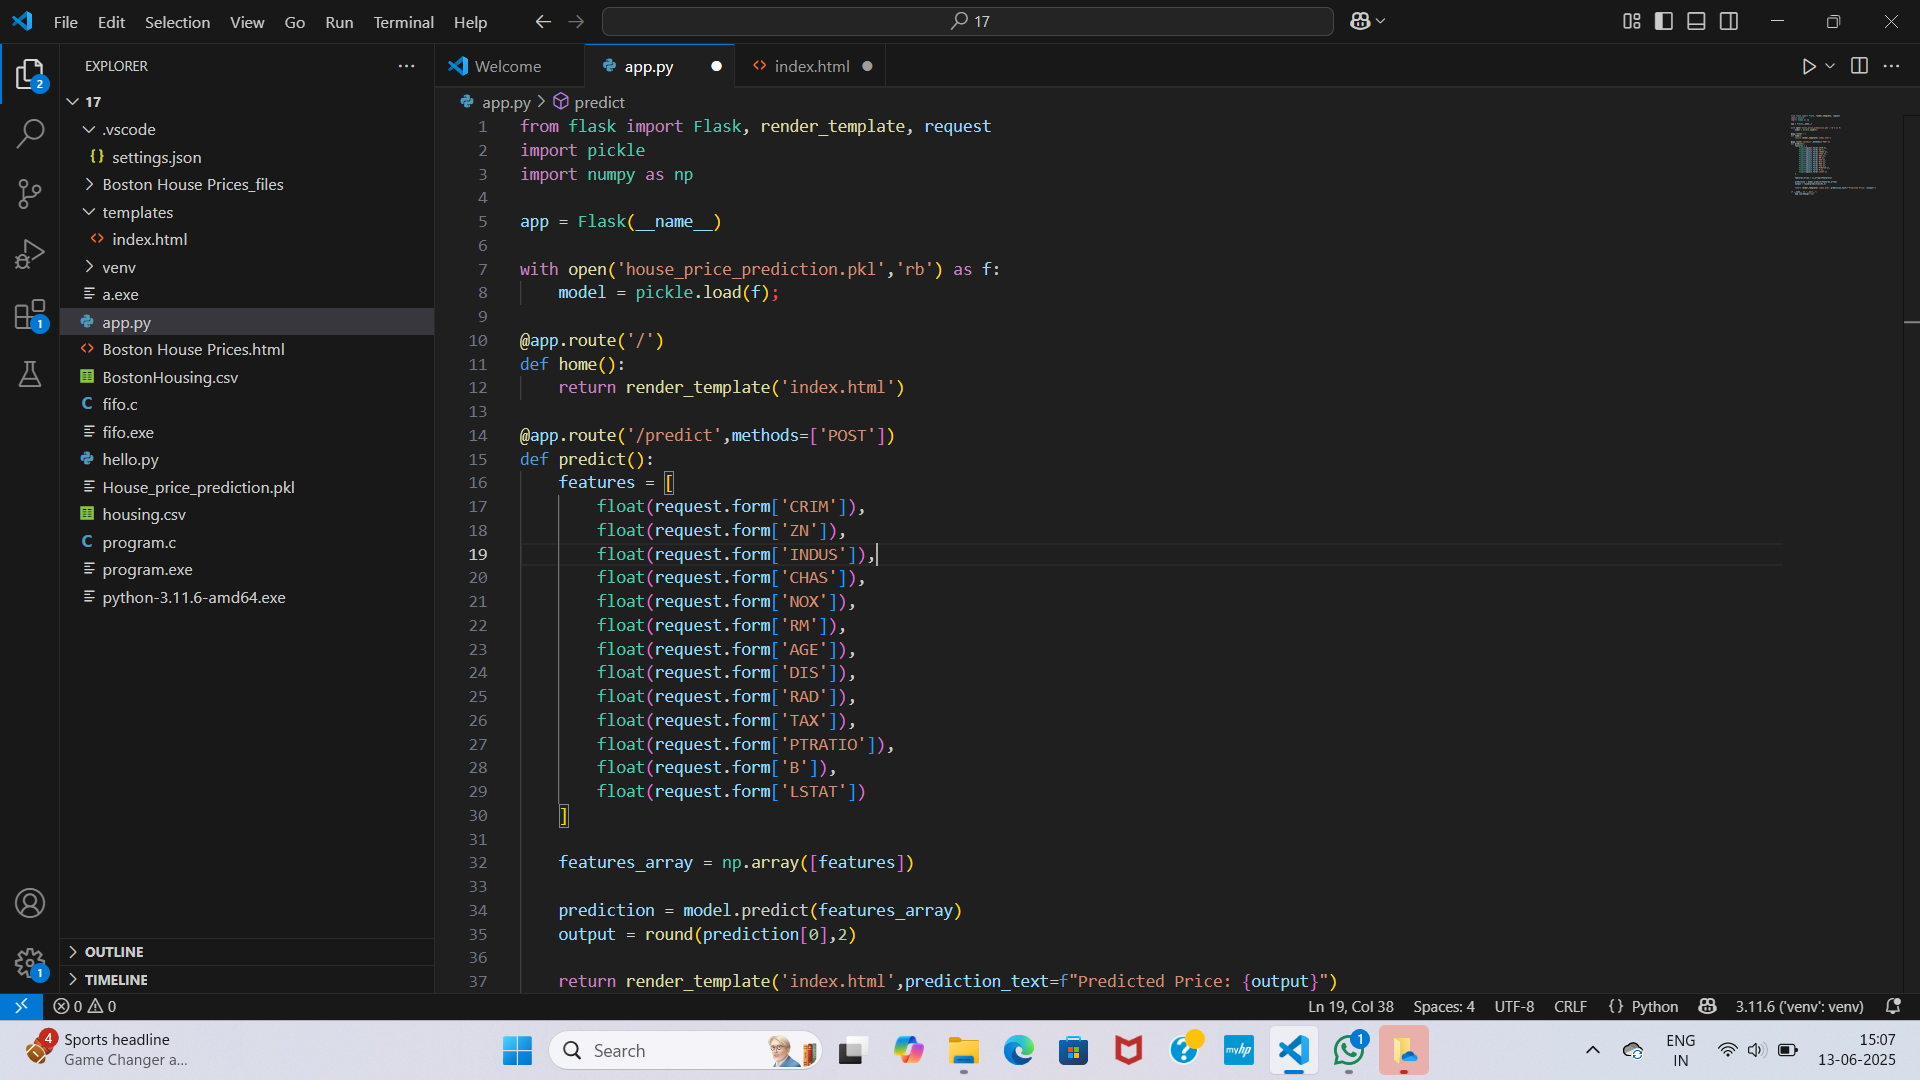 File Edit Selection View Go Run Terminal Help
17
EXPLORER
17
.vscode
settings.json
Boston House Prices_files
templates
index.html
venv
a.exe
app.py
Boston House Prices.html
BostonHousing.csv
fifo.c
fifo.exe
hello.py
House_price_prediction.pkl
housing.csv
program.c
program.exe
python-3.11.6-amd64.exe
OUTLINE
TIMELINE
2
1
1
Welcome app.py index.html
app.py > predict
1 from flask import Flask, render_template, request
2 import pickle
3 import numpy as np
4
5 app = Flask(__name__)
6
7 with open('house_price_prediction.pkl','rb') as f:
8 model = pickle.load(f);
9
10 @app.route('/')
11 def home():
12 return render_template('index.html')
13
14 @app.route('/predict',methods=['POST'])
15 def predict():
16 features = [
17 float(request.form['CRIM']),
18 float(request.form['ZN']),
19 float(request.form['INDUS']),
20 float(request.form['CHAS']),
21 float(request.form['NOX']),
22 float(request.form['RM']),
23 float(request.form['AGE']),
24 float(request.form['DIS']),
25 float(request.form['RAD']),
26 float(request.form['TAX']),
27 float(request.form['PTRATIO']),
28 float(request.form['B']),
29 float(request.form['LSTAT'])
30 ]
31
32 features_array = np.array([features])
33
34 prediction = model.predict(features_array)
35 output = round(prediction[0],2)
36
37 return render_template('index.html',prediction_text=f"Predicted Price: {output}")
0 0
Ln 19, Col 38 Spaces: 4 UTF-8 CRLF {} Python 3.11.6 ('venv': venv)
4
Sports headline
Game Changer a...
Search
myhp
1
ENG
IN
15:07
13-06-2025